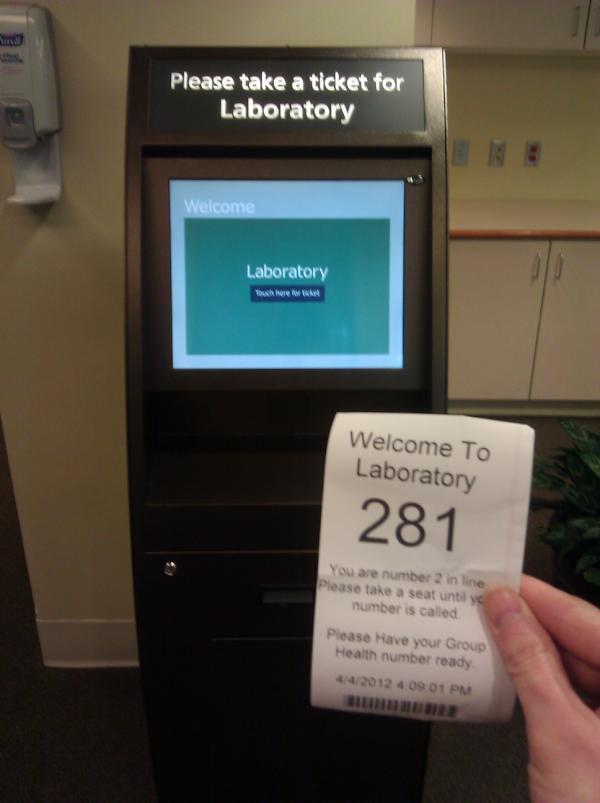 Purell
Please take a ticket for
Laboratory
Welcome
Laboratory
Touch here for ticket
Welcome To
Laboratory
281
You are number 2 in line
Please take a seat until
number is called.
Please Have your Group
Health number ready.
4/4/2012 4:09:01 PM